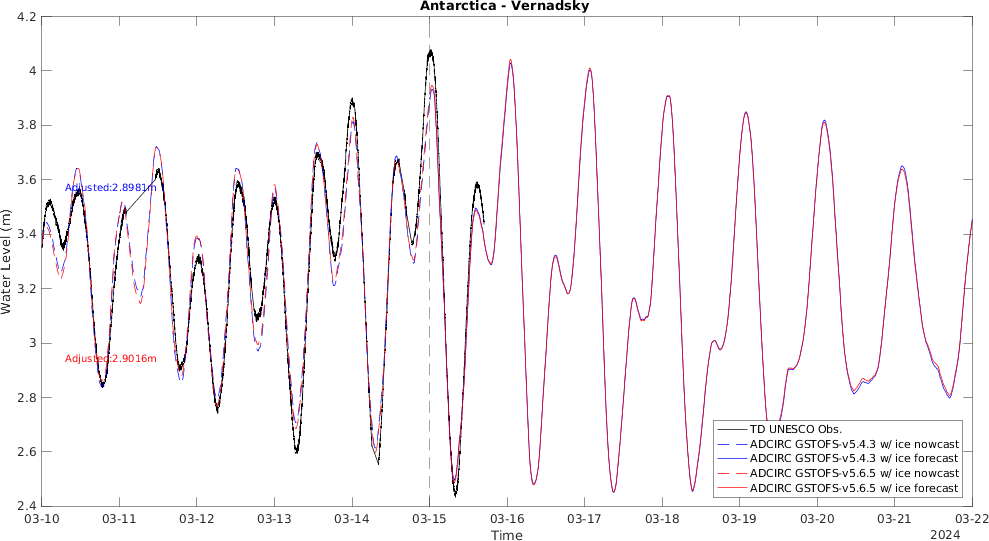 Antarctica - Vernadsky
4.2
4
3.8
3.6
3.4
3.2
3
2.8
2.6
2.4
Water Level (m)
Adjusted:2.8981m
Adjusted:2.9016m
TD UNESCO Obs.
ADCIRC GSTOFS-v5.4.3 w/ ice nowcast
ADCIRC GSTOFS-v5.4.3 w/ ice forecast
ADCIRC GSTOFS-v5.6.5 w/ ice nowcast
ADCIRC GSTOFS-v5.6.5 w/ ice forecast
03-10 03-11 03-12 03-13 03-14 03-15 03-16 03-17 03-18 03-19 03-20 03-21 03-22
Time
2024